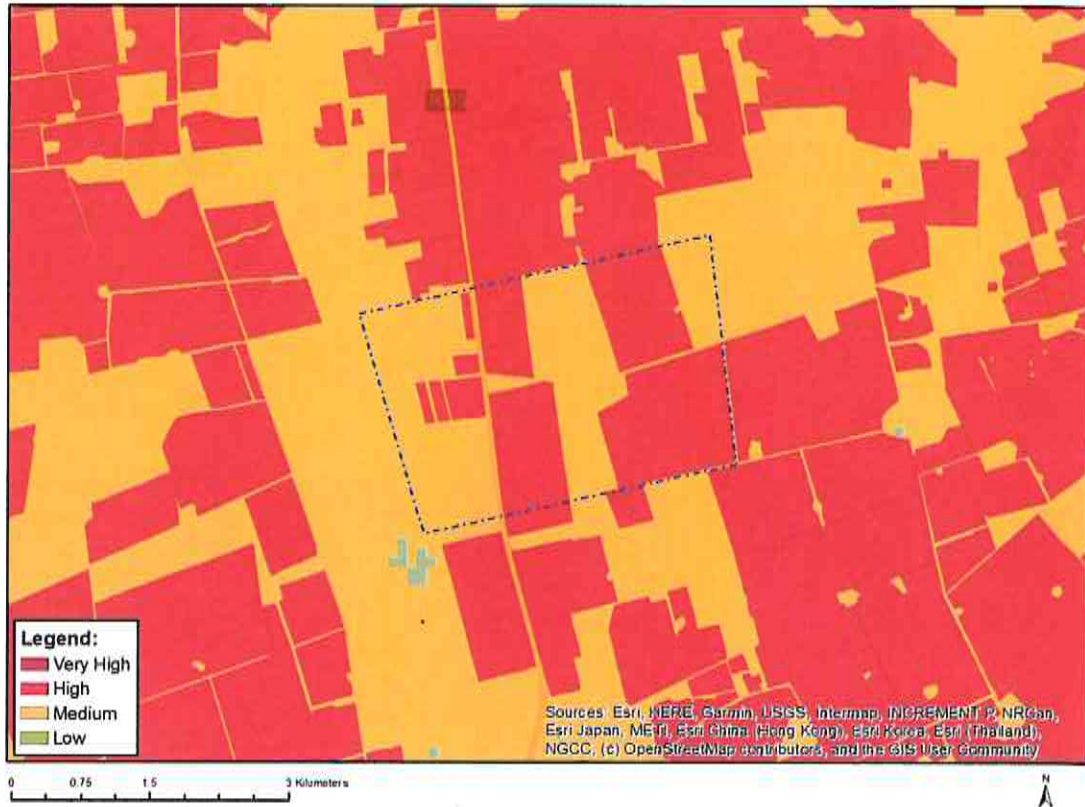 Legend:
Very High
High
Medium
Low
Sources: Esri, HERE, Garmin, USGS, Intermap, INCREMENT P, NRCan,
Esri Japan, METI, Esri China (Hong Kong), Esri Korea, Esri (Thailand),
NGCC, (c) OpenStreetMap contributors, and the GIS User Community
0 0.75 1.5 3 Kilometers
N